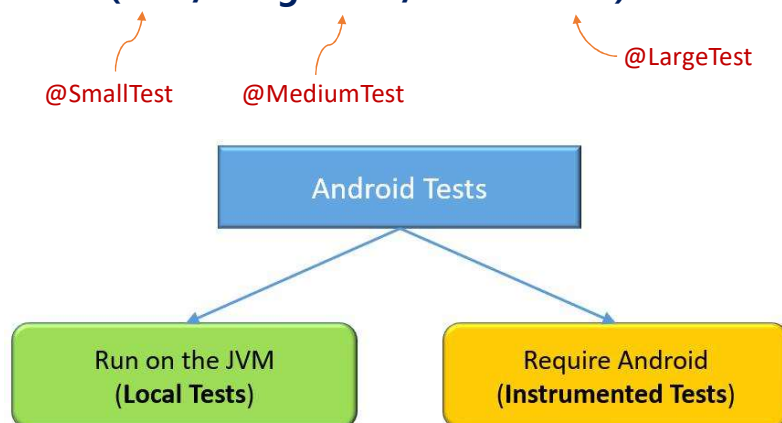 @LargeTest
@SmallTest @MediumTest
Android Tests
Run on the JVM
(Local Tests)
Require Android
(Instrumented Tests)